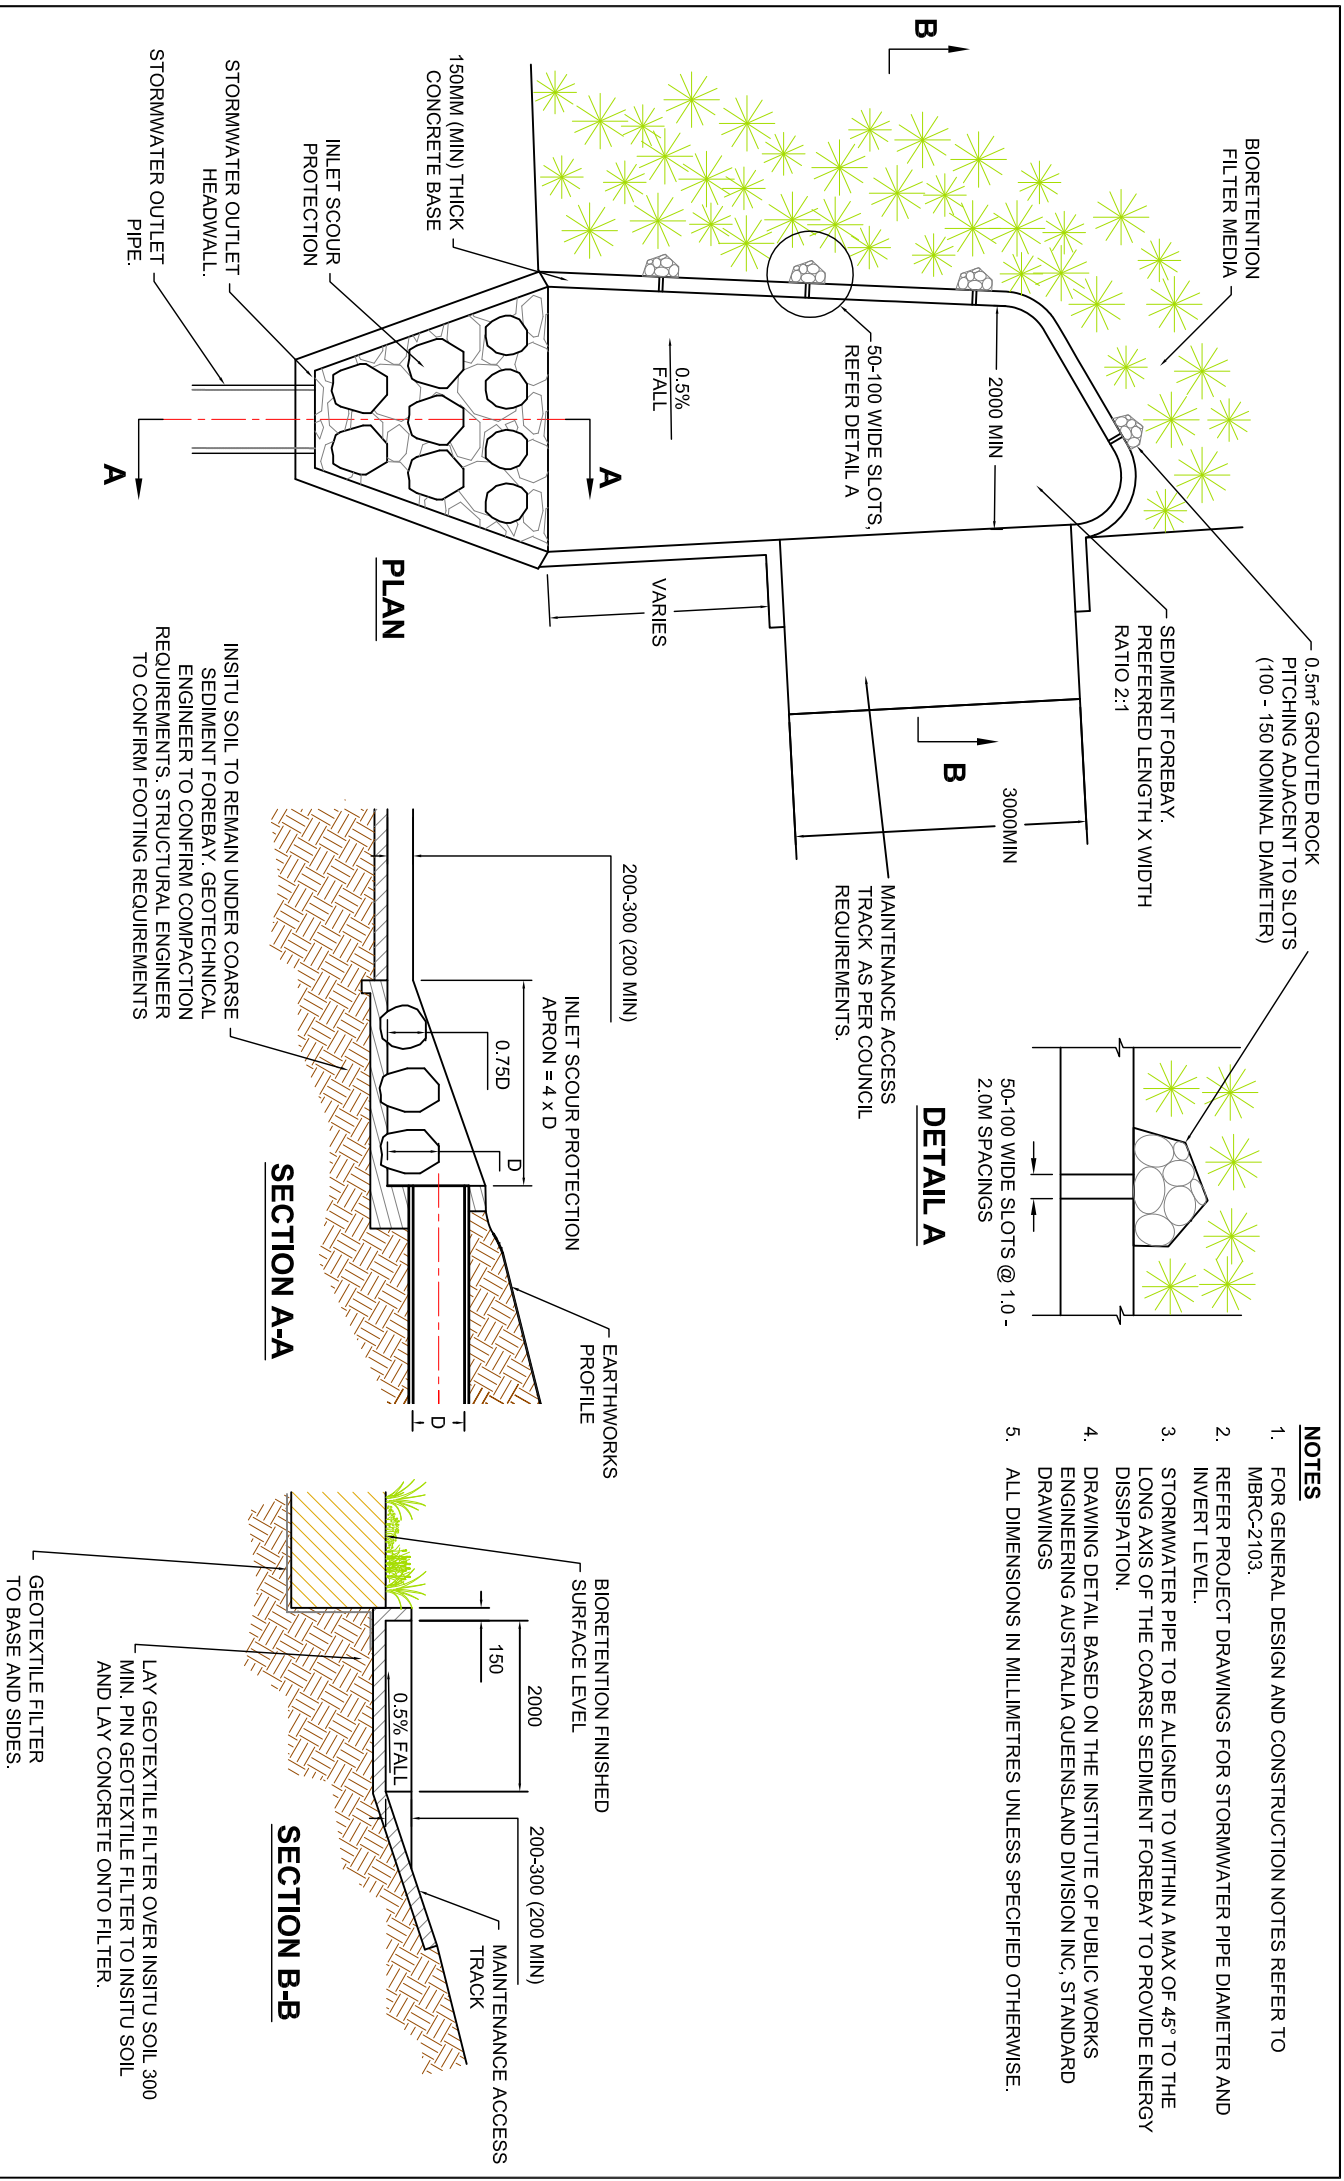 B
BIORETENTION
FILTER MEDIA
150MM (MIN) THICK
CONCRETE BASE
INLET SCOUR
PROTECTION
STORMWATER OUTLET
HEADWALL.
STORMWATER OUTLET
PIPE.
50-100 WIDE SLOTS,
REFER DETAIL A
2000 MIN
0.5%
FALL
A
A
VARIES
PLAN
0.5m² GROUTED ROCK
PITCHING ADJACENT TO SLOTS
(100 - 150 NOMINAL DIAMETER)
SEDIMENT FOREBAY.
PREFERRED LENGTH X WIDTH
RATIO 2:1
B
3000MIN
MAINTENANCE ACCESS
TRACK AS PER COUNCIL
REQUIREMENTS.
50-100 WIDE SLOTS @ 1.0 -
2.0M SPACINGS
DETAIL A
NOTES
1. FOR GENERAL DESIGN AND CONSTRUCTION NOTES REFER TO
MBRC-2103.
2. REFER PROJECT DRAWINGS FOR STORMWATER PIPE DIAMETER AND
INVERT LEVEL.
3. STORMWATER PIPE TO BE ALIGNED TO WITHIN A MAX OF 45° TO THE
LONG AXIS OF THE COARSE SEDIMENT FOREBAY TO PROVIDE ENERGY
DISSIPATION.
4. DRAWING DETAIL BASED ON THE INSTITUTE OF PUBLIC WORKS
ENGINEERING AUSTRALIA QUEENSLAND DIVISION INC, STANDARD
DRAWINGS
5. ALL DIMENSIONS IN MILLIMETRES UNLESS SPECIFIED OTHERWISE.
200-300 (200 MIN)
INLET SCOUR PROTECTION
APRON = 4 x D
0.75D
D
D
EARTHWORKS
PROFILE
INSITU SOIL TO REMAIN UNDER COARSE
SEDIMENT FOREBAY. GEOTECHNICAL
ENGINEER TO CONFIRM COMPACTION
REQUIREMENTS. STRUCTURAL ENGINEER
TO CONFIRM FOOTING REQUIREMENTS
SECTION A-A
BIORETENTION FINISHED
SURFACE LEVEL
2000
150
0.5% FALL
200-300 (200 MIN)
MAINTENANCE ACCESS
TRACK
SECTION B-B
LAY GEOTEXTILE FILTER OVER INSITU SOIL 300
MIN. PIN GEOTEXTILE FILTER TO INSITU SOIL
AND LAY CONCRETE ONTO FILTER.
GEOTEXTILE FILTER
TO BASE AND SIDES.